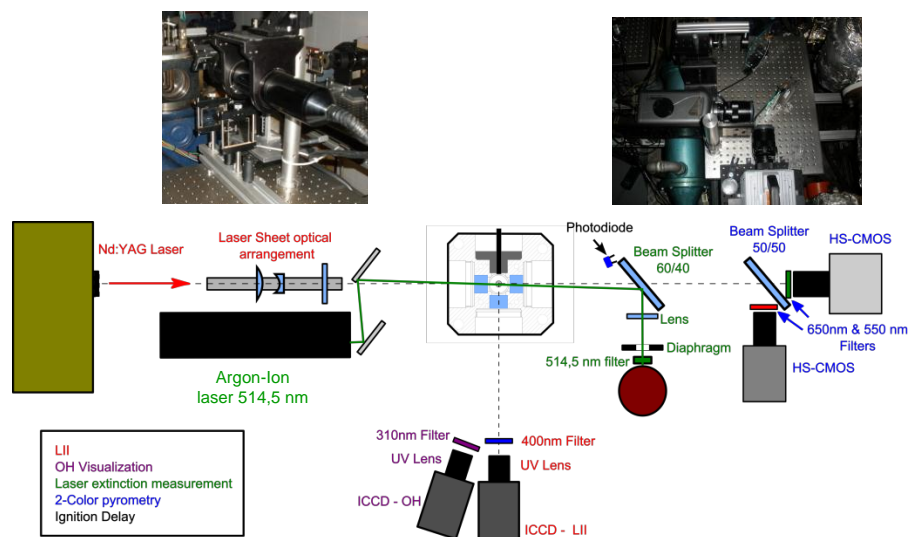 Nd:YAG Laser
Laser Sheet optical
arrangement
Photodiode
Beam Splitter
60/40
Beam Splitter
50/50
HS-CMOS
Lens
650nm & 550 nm
Filters
Diaphragm
514,5 nm filter
HS-CMOS
Argon-Ion
laser 514,5 nm
310nm Filter
400nm Filter
UV Lens
UV Lens
ICCD - OH
ICCD - LII
LII
OH Visualization
Laser extinction measurement
2-Color pyrometry
Ignition Delay